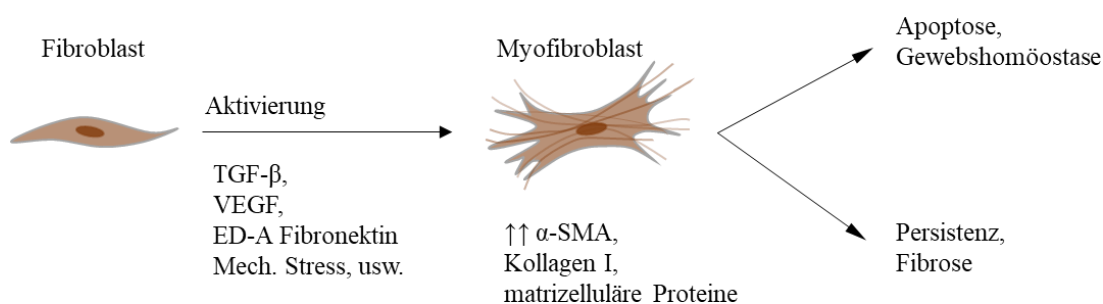 Fibroblast
Aktivierung
TGF-β,
VEGF,
ED-A Fibronektin
Mech. Stress, usw.
Myofibroblast
↑↑ α-SMA,
Kollagen I,
matrizelluläre Proteine
Apoptose,
Gewebshomöostase
Persistenz,
Fibrose